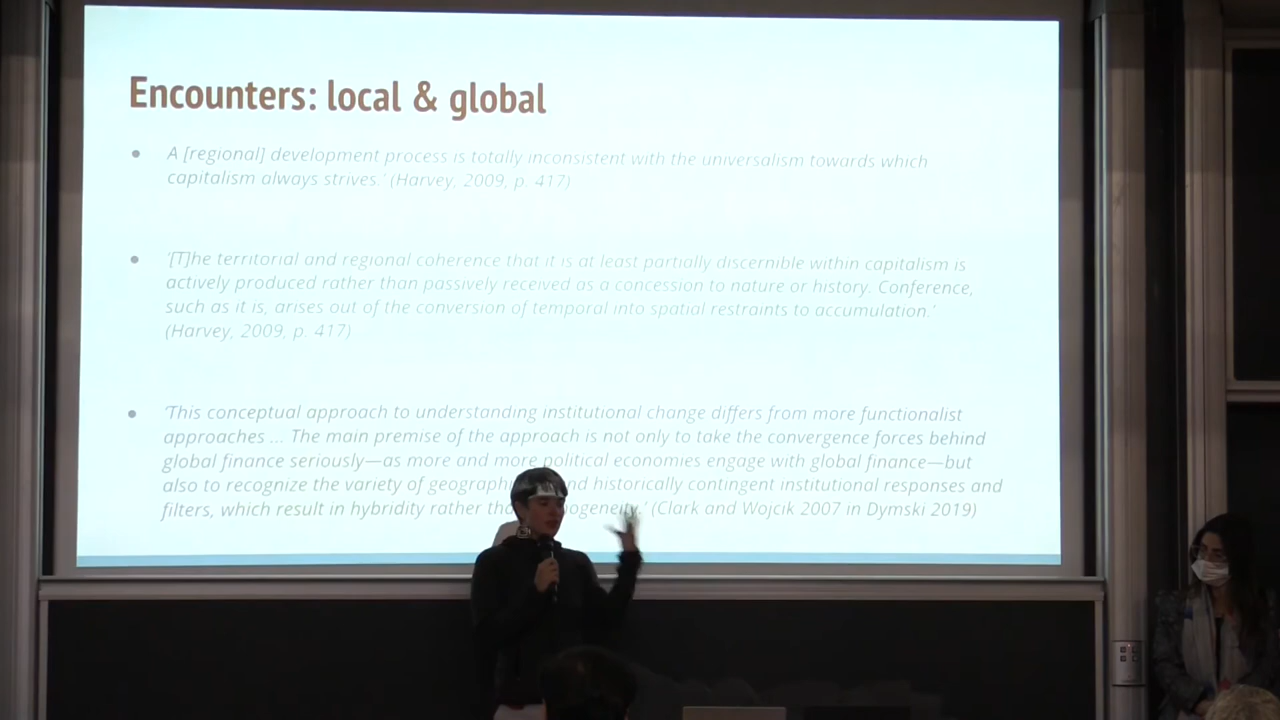 Encounters: local & global
A [regional] development process is totally inconsistent with the universalism towards which
capitalism always strives.' (Harvey, 2009, p. 417)
'[T]he territorial and regional coherence that it is at least partially discernible within capitalism is
actively produced rather than passively received as a concession to nature or history. Conference,
such as it is, arises out of the conversion of temporal into spatial restraints to accumulation.'
(Harvey, 2009, p. 417)
'This conceptual approach to understanding institutional change differs from more functionalist
approaches ... The main premise of the approach is not only to take the convergence forces behind
global finance seriously—as more and more political economies engage with global finance—but
also to recognize the variety of historically contingent institutional responses and
filters, which result in hybridity rather (Clark and Wojcik 2007 in Dymski 2019)